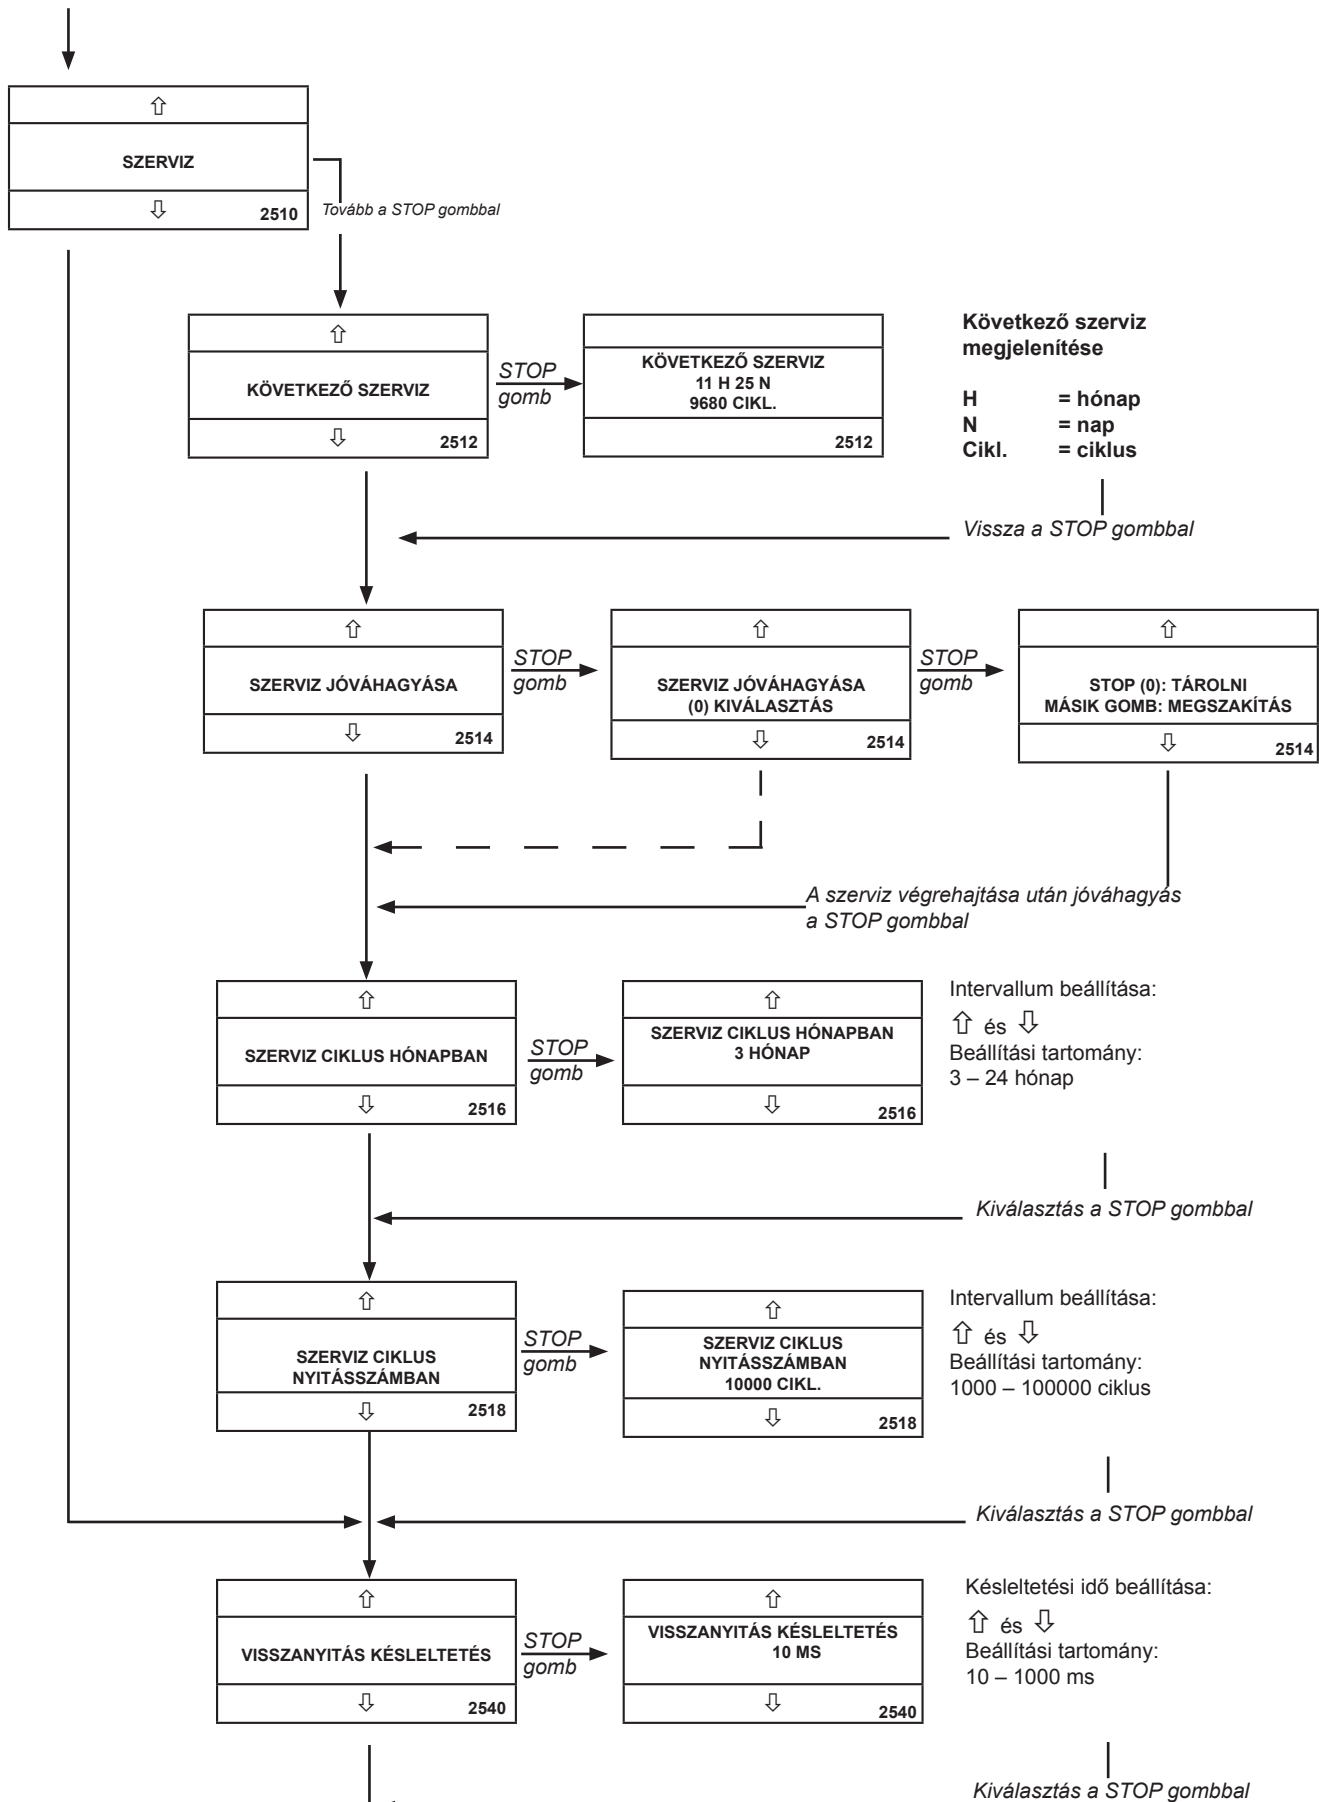 ⇧
SZERVIZ
⇩ 2510
Tovább a STOP gombbal
⇧
KÖVETKEZŐ SZERVIZ
⇩ 2512
STOP
gomb
KÖVETKEZŐ SZERVIZ
11 H 25 N
9680 CIKL.
2512
Következő szerviz
megjelenítése
H = hónap
N = nap
Cikl. = ciklus
Vissza a STOP gombbal
⇧
SZERVIZ JÓVÁHAGYÁSA
⇩ 2514
STOP
gomb
⇧
SZERVIZ JÓVÁHAGYÁSA
(0) KIVÁLASZTÁS
⇩ 2514
STOP
gomb
⇧
STOP (0): TÁROLNI
MÁSIK GOMB: MEGSZAKÍTÁS
⇩ 2514
A szerviz végrehajtása után jóváhagyás
a STOP gombbal
⇧
SZERVIZ CIKLUS HÓNAPBAN
⇩ 2516
STOP
gomb
⇧
SZERVIZ CIKLUS HÓNAPBAN
3 HÓNAP
⇩ 2516
Intervallum beállítása:
⇧ és ⇩
Beállítási tartomány:
3 – 24 hónap
Kiválasztás a STOP gombbal
⇧
SZERVIZ CIKLUS
NYITÁSSZÁMBAN
⇩ 2518
STOP
gomb
⇧
SZERVIZ CIKLUS
NYITÁSSZÁMBAN
10000 CIKL.
⇩ 2518
Intervallum beállítása:
⇧ és ⇩
Beállítási tartomány:
1000 – 100000 ciklus
Kiválasztás a STOP gombbal
⇧
VISSZANYITÁS KÉSLELTETÉS
⇩ 2540
STOP
gomb
⇧
VISSZANYITÁS KÉSLELTETÉS
10 MS
⇩ 2540
Késleltetési idő beállítása:
⇧ és ⇩
Beállítási tartomány:
10 – 1000 ms
Kiválasztás a STOP gombbal